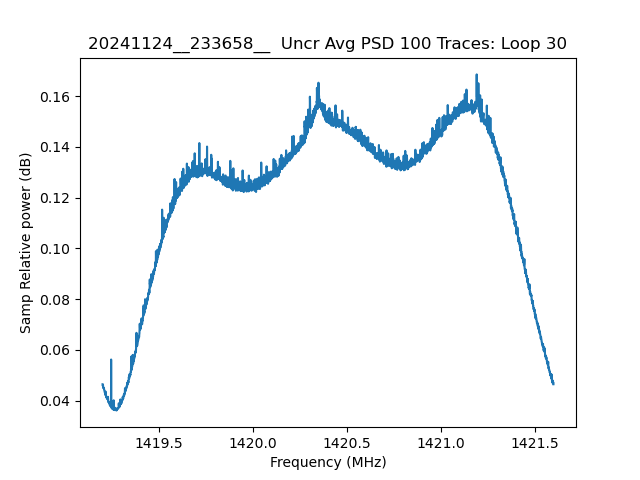 20241124__233658__  Uncr Avg PSD 100 Traces: Loop 30
Samp Relative power (dB)
0.16
0.14
0.12
0.10
0.08
0.06
0.04
1419.5 1420.0 1420.5 1421.0 1421.5
Frequency (MHz)